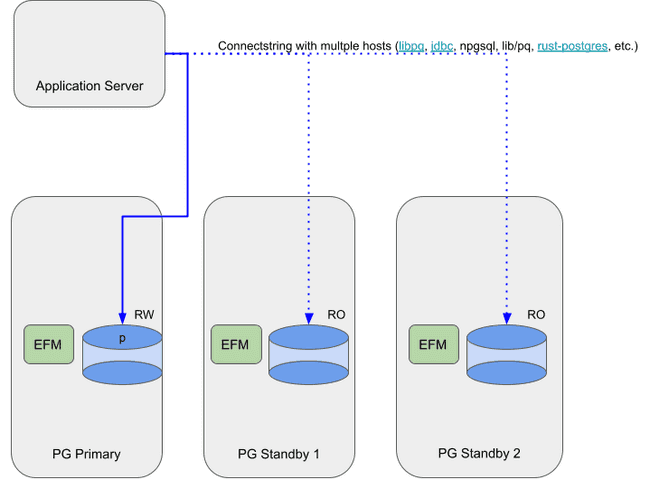 Connectstring with multple hosts (libpq, jdbc, npgsql, lib/pq, rust-postgres, etc.)
Application Server
RW
RO
RO
EFM
p
EFM
EFM
PG Primary
PG Standby 1
PG Standby 2